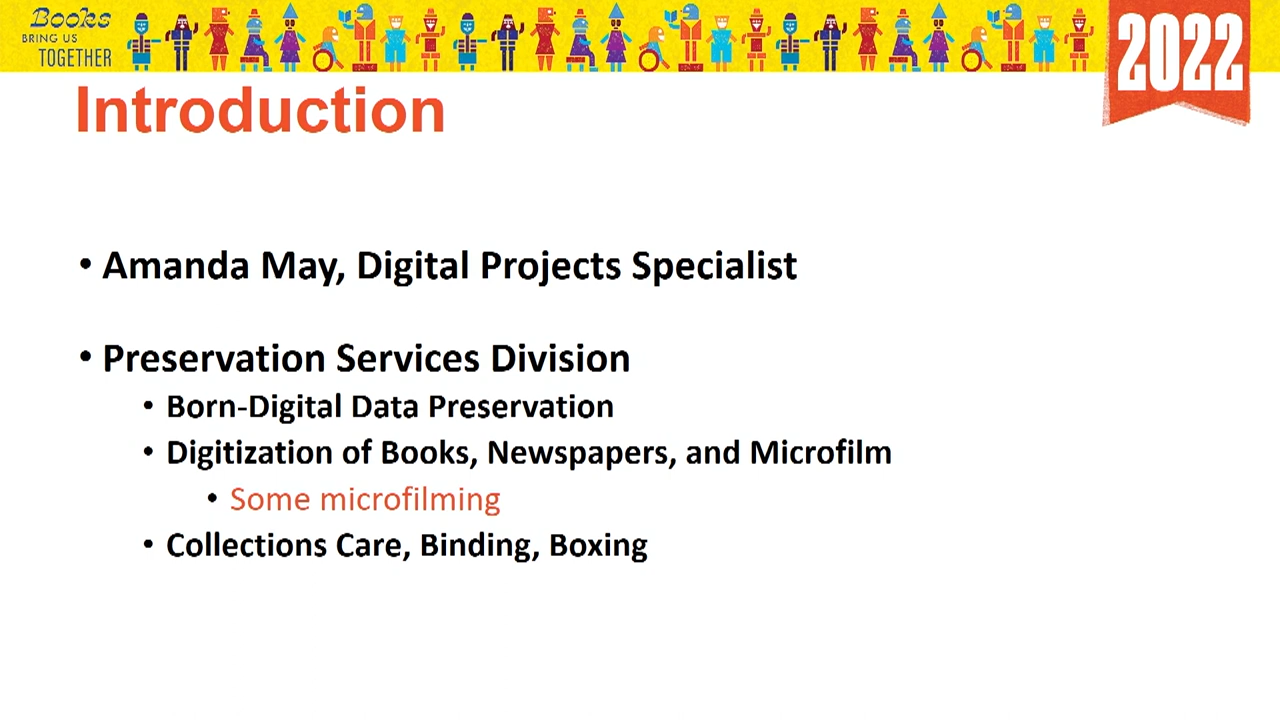 Books
BRING US
TOGETHER
2022
Introduction
• Amanda May, Digital Projects Specialist
• Preservation Services Division
• Born-Digital Data Preservation
• Digitization of Books, Newspapers, and Microfilm
• Some microfilming
• Collections Care, Binding, Boxing